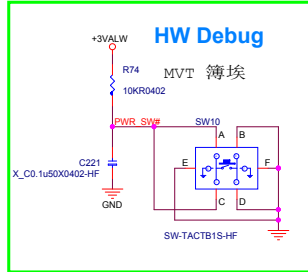 HW Debug
+3VALW
MVT 簿埃
R74
10KR0402
PWR_SW#
SW10
A B
C221
X_C0.1u50X0402-HF
E F
GND
C D
SW-TACTB1S-HF